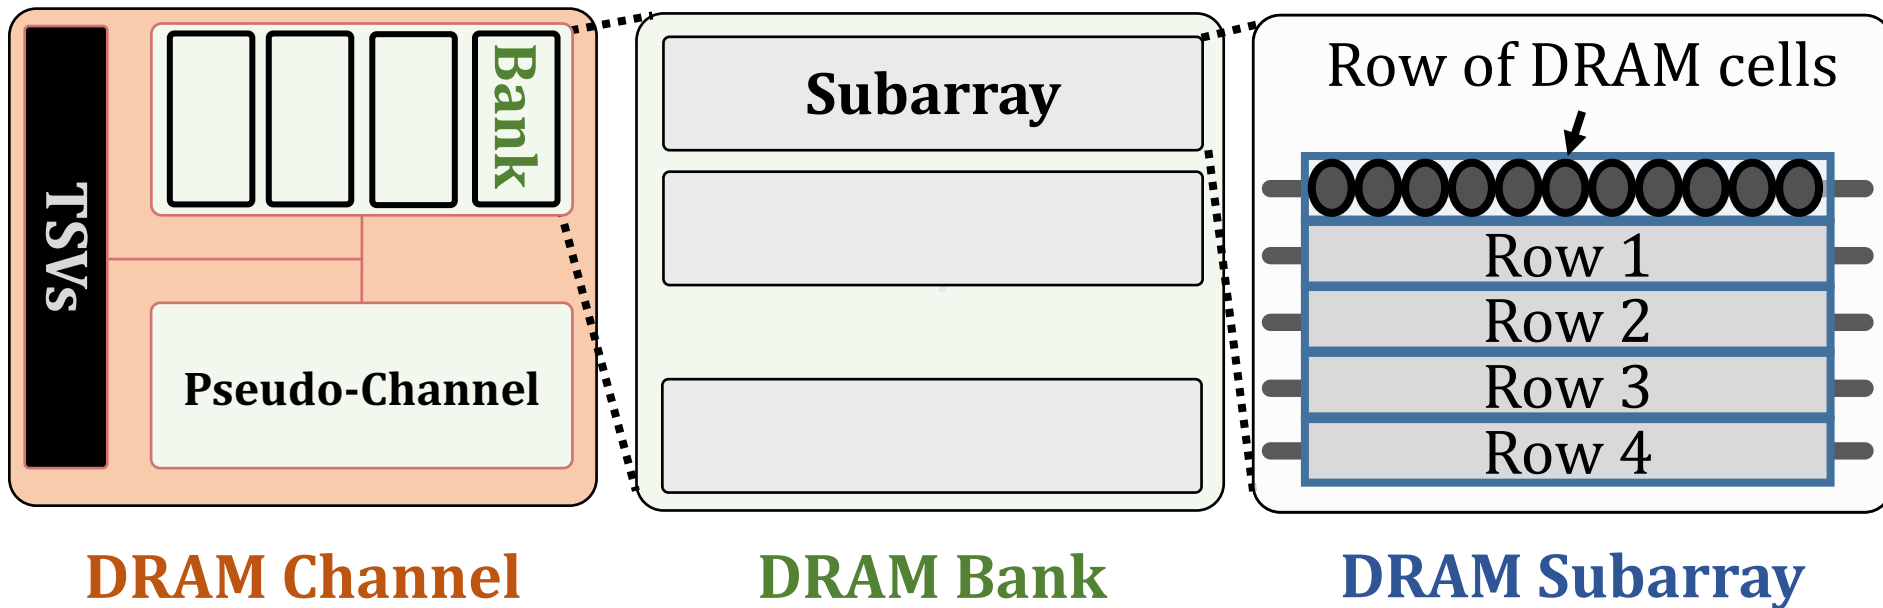 TSVs
Bank
Pseudo-Channel
DRAM Channel
Subarray
DRAM Bank
Row of DRAM cells
Row 1
Row 2
Row 3
Row 4
DRAM Subarray